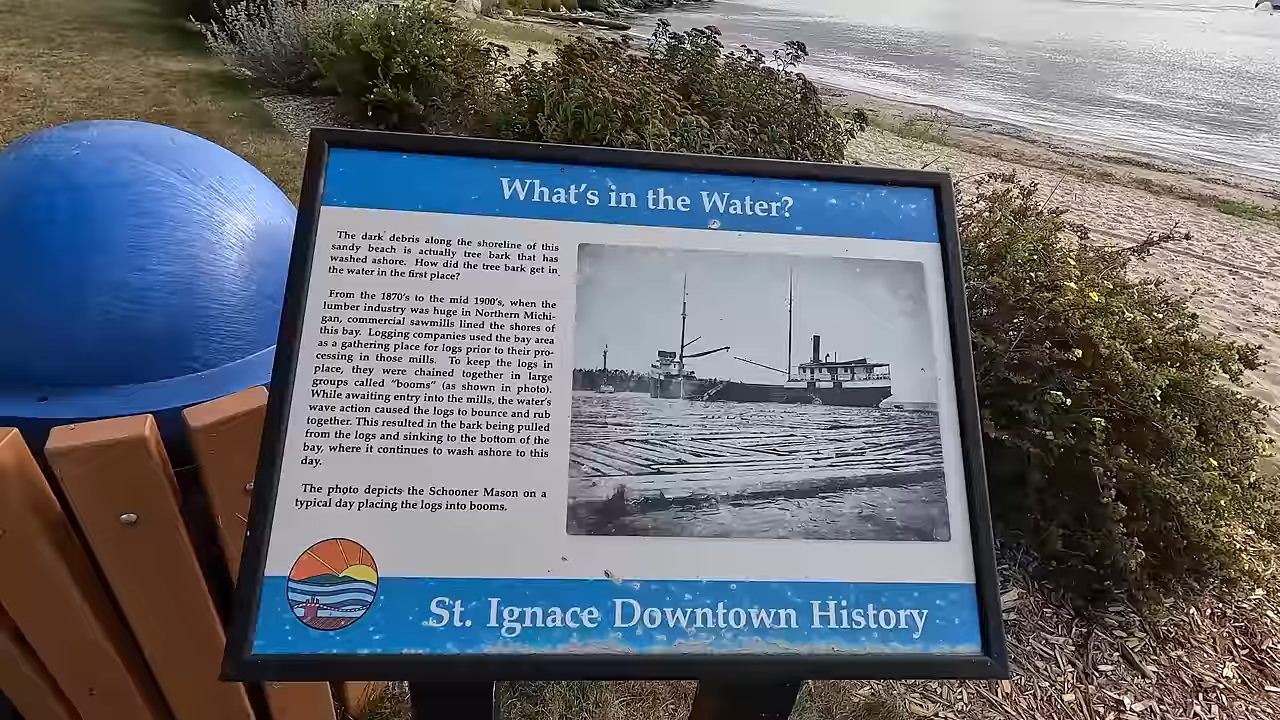 What's in the Water?
The dark debris along the shoreline of this
sandy beach is actually tree bark that has
washed ashore. How did the tree bark get in
the water in the first place?
From the 1870's to the mid 1900's, when the
lumber industry was huge in Northern Michi-
gan, commercial sawmills lined the shores of
this bay. Logging companies used the bay area
as a gathering place for logs prior to their pro-
cessing in those mills. To keep the logs in
place, they were chained together in large
groups called "booms" (as shown in photo).
While awaiting entry into the mills, the water's
wave action caused the logs to bounce and rub
together. This resulted in the bark being pulled
from the logs and sinking to the bottom of the
bay, where it continues to wash ashore to this
day.
The photo depicts the Schooner Mason on a
typical day placing the logs into booms.
St. Ignace Downtown History